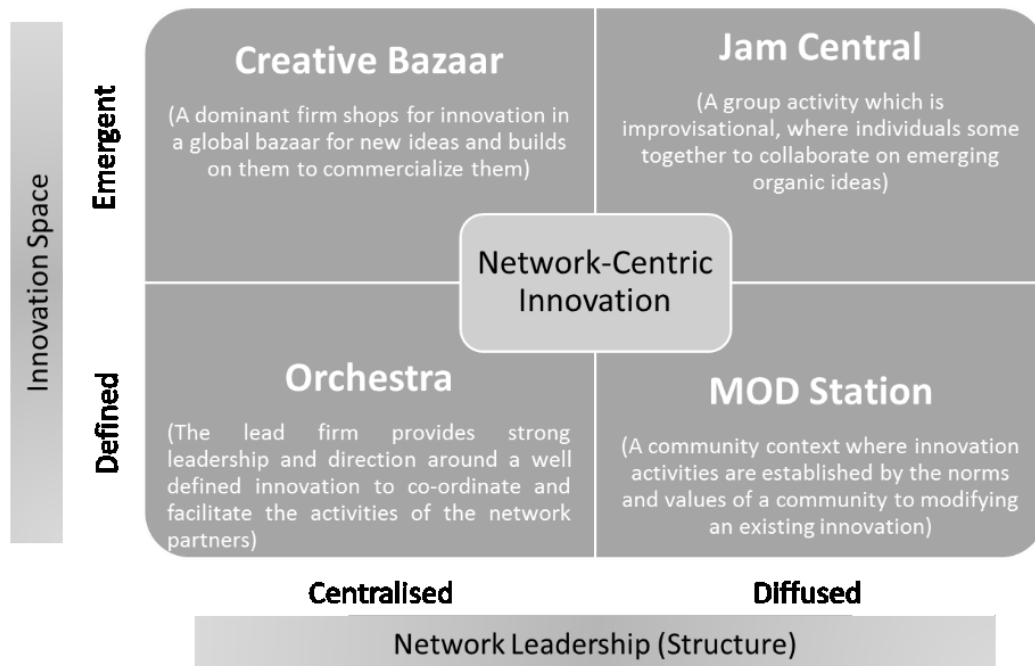 Innovation Space
Emergent
Defined
Creative Bazaar
(A dominant firm shops for innovation in
a global bazaar for new ideas and builds
on them to commercialize them)
Jam Central
(A group activity which is
improvisational, where individuals some
together to collaborate on emerging
organic ideas)
Network-Centric
Innovation
Orchestra
(The lead firm provides strong
leadership and direction around a well
defined innovation to co-ordinate and
facilitate the activities of the network
partners)
MOD Station
(A community context where innovation
activities are established by the norms
and values of a community to modifying
an existing innovation)
Centralised
Diffused
Network Leadership (Structure)